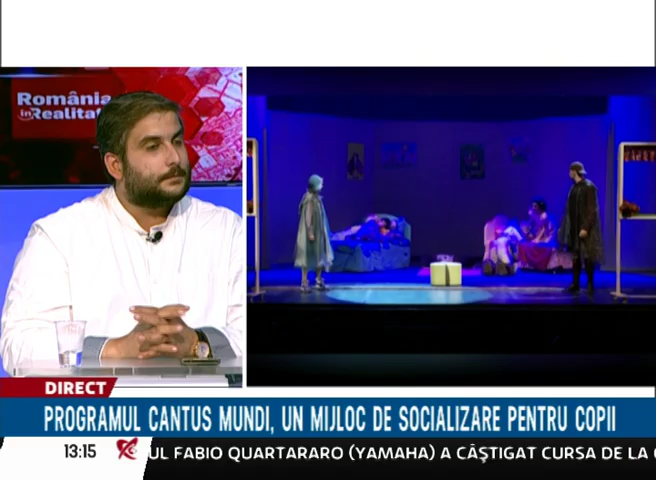 România
în Realitat
DIRECT
PROGRAMUL CANTUS MUNDI, UN MIJLOC DE SOCIALIZARE PENTRU COPII
13:15
UL FABIO QUARTARARO (YAMAHA) A CÂȘTIGAT CURSA DE LA